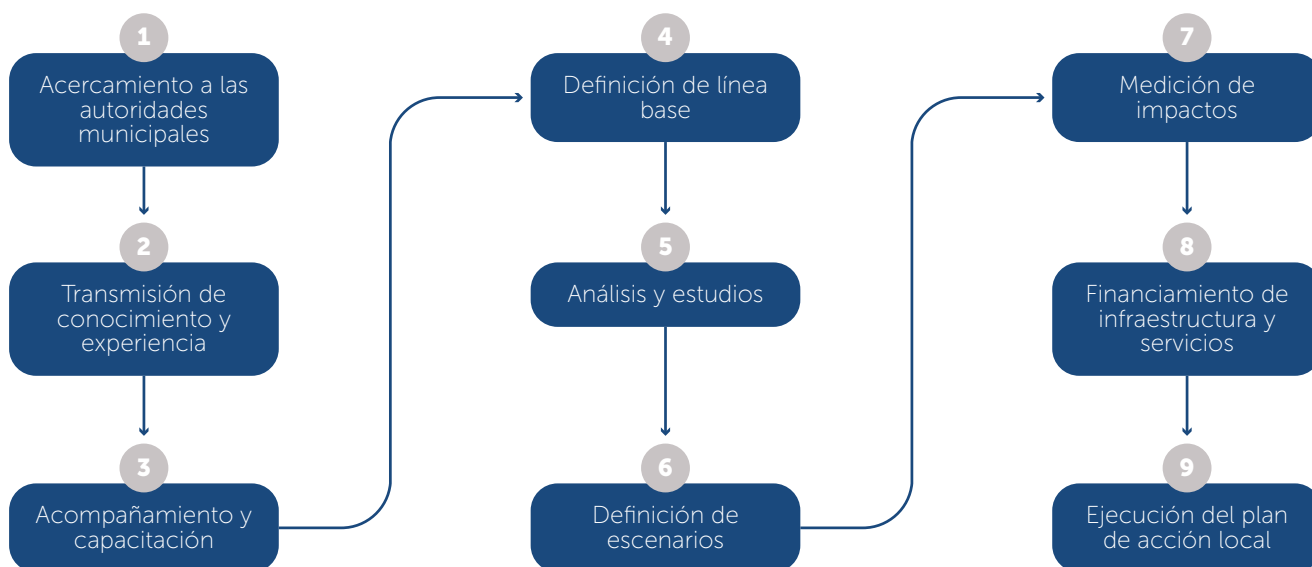 1
Acercamiento a las
autoridades
municipales
2
Transmisión de
conocimiento y
experiencia
3
Acompañamiento y
capacitación
4
Definición de línea
base
5
Análisis y estudios
6
Definición de
escenarios
7
Medición de
impactos
8
Financiamiento de
infraestructura y
servicios
9
Ejecución del plan
de acción local